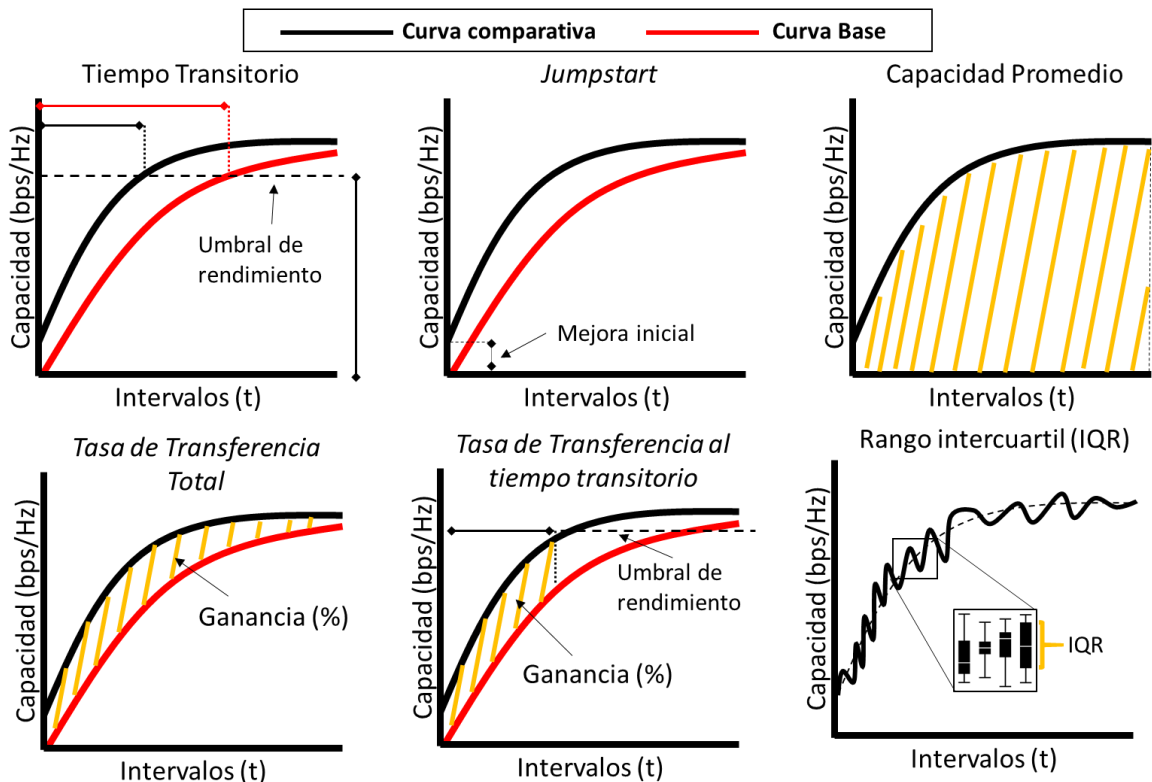 Curva comparativa
Curva Base
Tiempo Transitorio
Capacidad (bps/Hz)
Umbral de
rendimiento
Intervalos (t)
Jumpstart
Capacidad (bps/Hz)
Mejora inicial
Intervalos (t)
Capacidad Promedio
Capacidad (bps/Hz)
Intervalos (t)
Tasa de Transferencia
Total
Capacidad (bps/Hz)
Ganancia (%)
Intervalos (t)
Tasa de Transferencia al
tiempo transitorio
Capacidad (bps/Hz)
Umbral de
rendimiento
Ganancia (%)
Intervalos (t)
Rango intercuartil (IQR)
Capacidad (bps/Hz)
IQR
Intervalos (t)